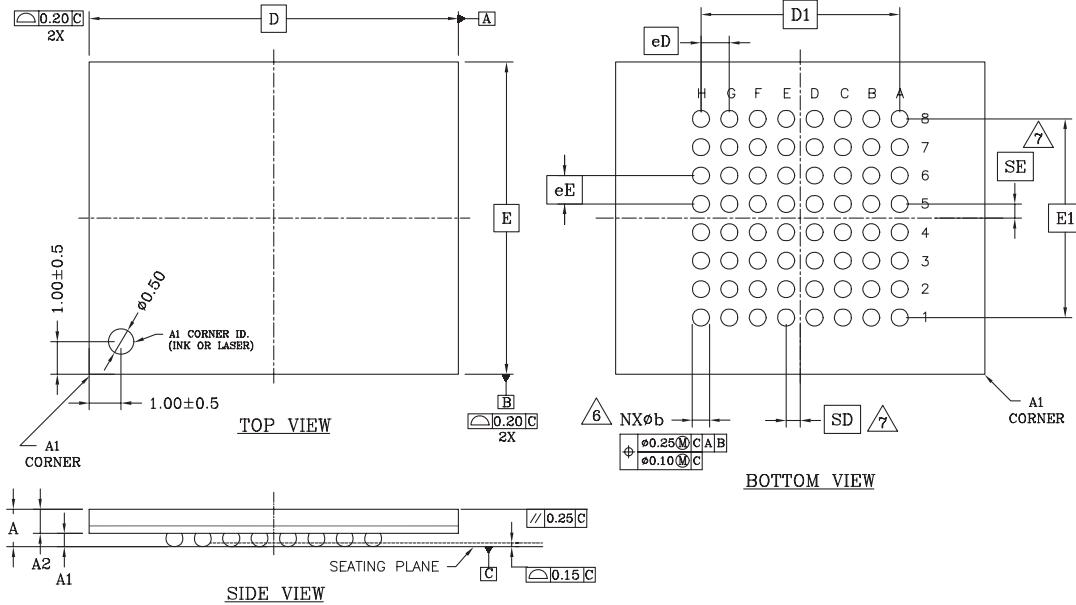 ⌓ 0.20 C
2X
D
A
E
1.00±0.5
ø0.50
A1 CORNER ID.
(INK OR LASER)
1.00±0.5
B
⌓ 0.20 C
2X
A1
CORNER
TOP VIEW
D1
eD
H G F E D C B A
8
7
6
5
4
3
2
1
7
SE
eE
E1
6
NXøb
SD
7
⌖ ø0.25 Ⓜ C A B
ø0.10 Ⓜ C
A1
CORNER
BOTTOM VIEW
A
A2
A1
// 0.25 C
SEATING PLANE
C
⌓ 0.15 C
SIDE VIEW